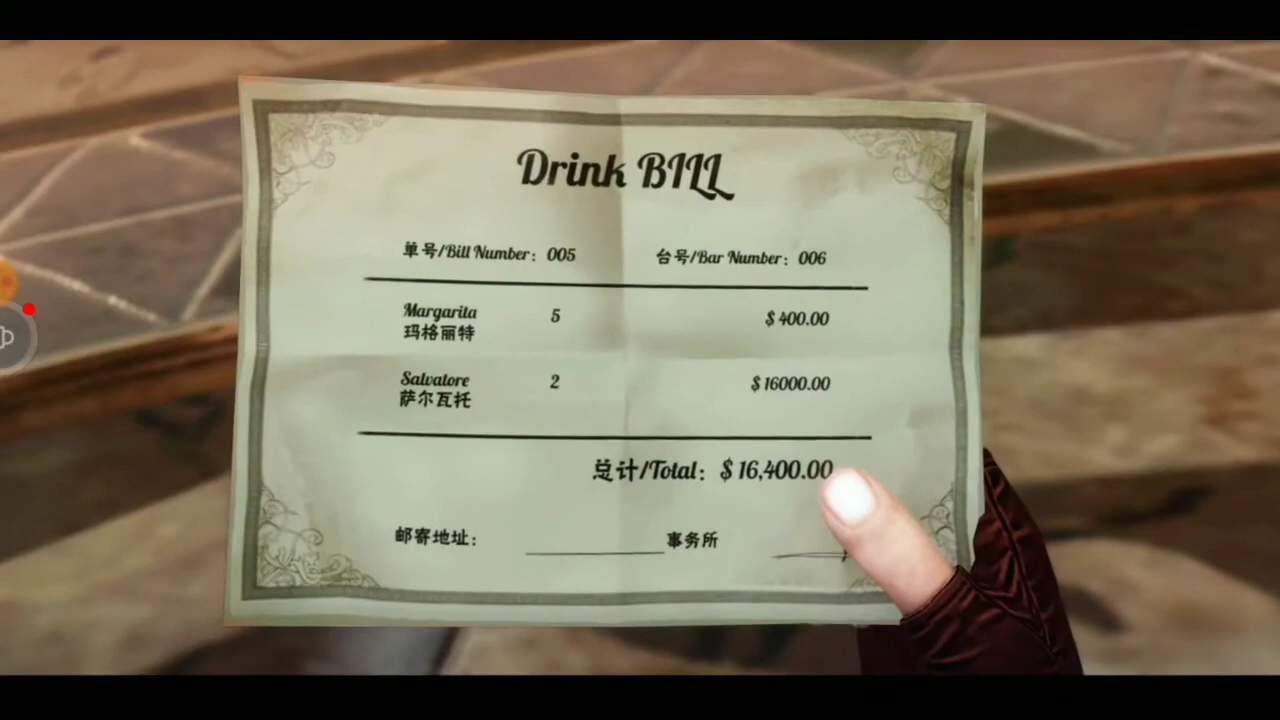 Drink BILL
单号/Bill Number: 005 台号/Bar Number: 006
Margarita 5 $ 400.00
玛格丽特
Salvatore 2 $ 16000.00
萨尔瓦托
总计/Total: $ 16,400.00
邮寄地址: 事务所